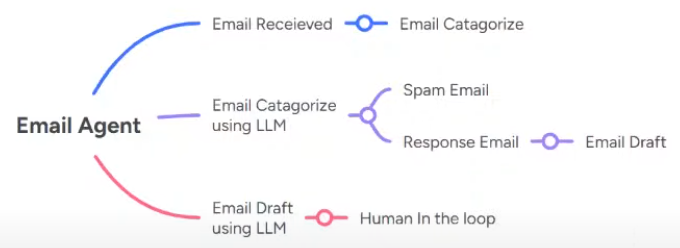 Email Receieved
Email Catagorize
Spam Email
Email Catagorize
using LLM
Email Agent
Response Email
Email Draft
Email Draft
using LLM
Human In the loop